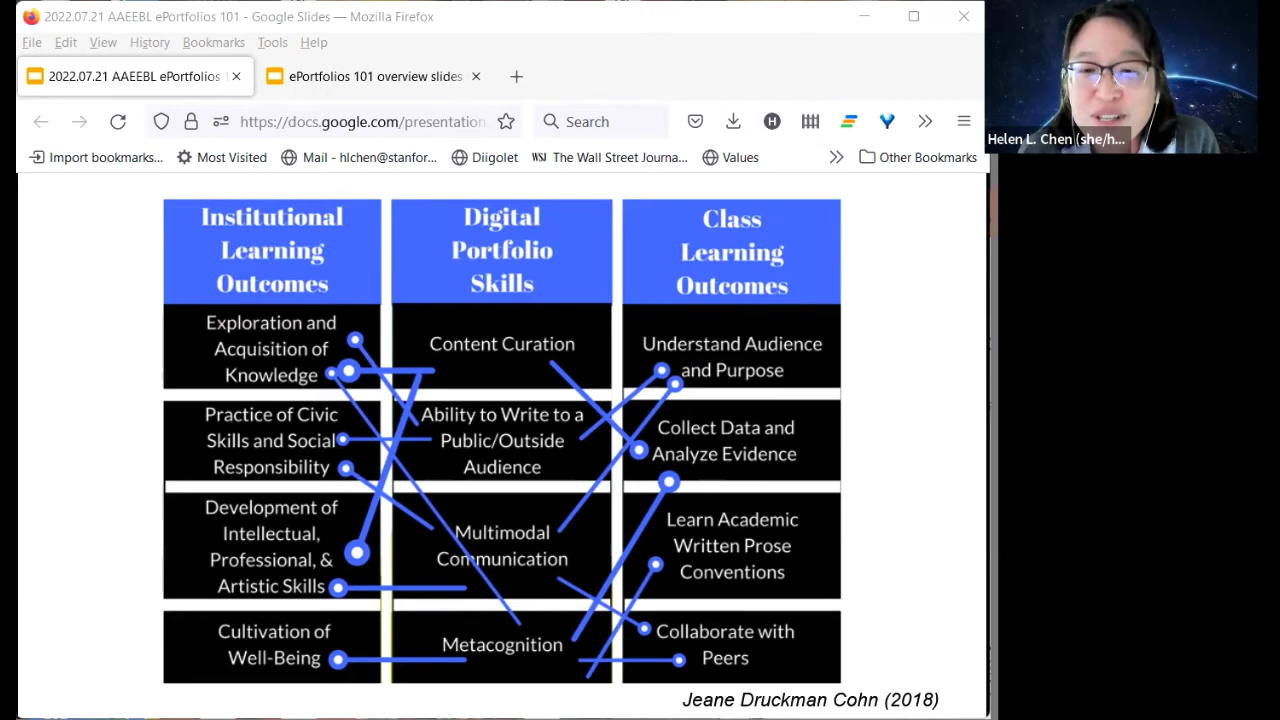 2022.07.21 AAEEBL ePortfolios 101 - Google Slides — Mozilla Firefox
File Edit View History Bookmarks Tools Help
2022.07.21 AAEEBL ePortfolios
ePortfolios 101 overview slides
https://docs.google.com/presentation
Search
Import bookmarks... Most Visited Mail - hlchen@stanfor... Diigolet WSJ The Wall Street Journa... Values Other Bookmarks
Helen L. Chen (she/h...
Institutional
Learning
Outcomes
Exploration and
Acquisition of
Knowledge
Practice of Civic
Skills and Social
Responsibility
Development of
Intellectual,
Professional, &
Artistic Skills
Cultivation of
Well-Being
Digital
Portfolio
Skills
Content Curation
Ability to Write to a
Public/Outside
Audience
Multimodal
Communication
Metacognition
Class
Learning
Outcomes
Understand Audience
and Purpose
Collect Data and
Analyze Evidence
Learn Academic
Written Prose
Conventions
Collaborate with
Peers
Jeane Druckman Cohn (2018)